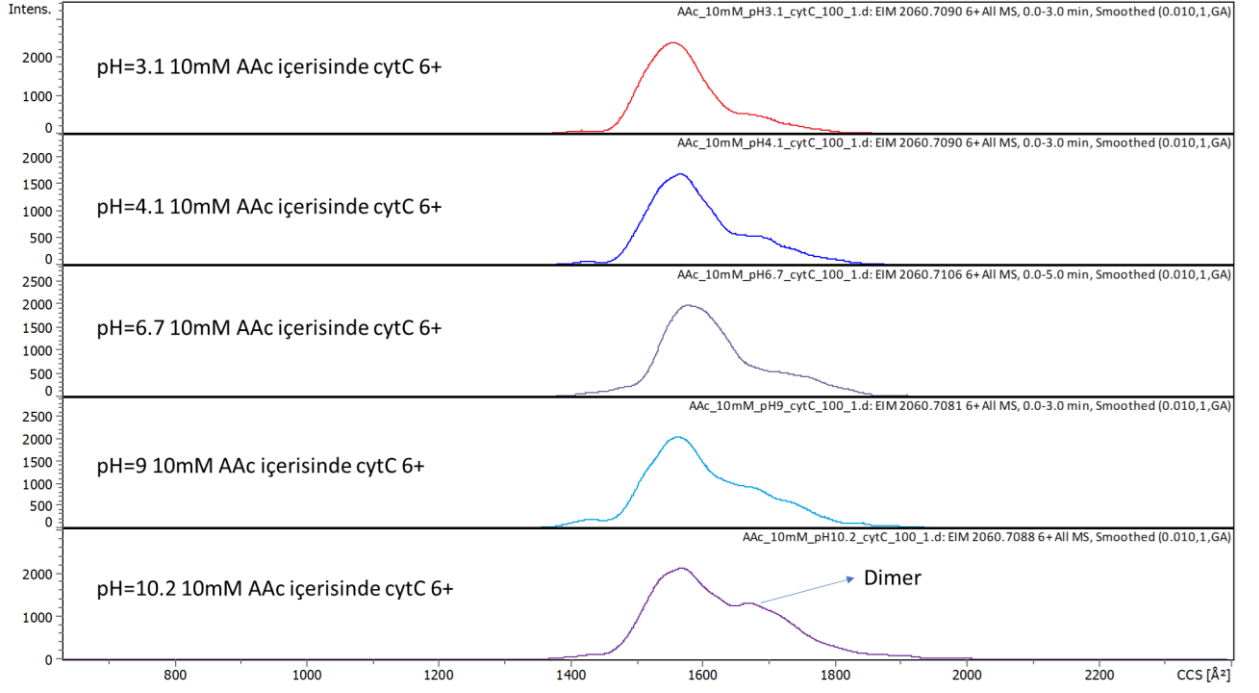 Intens.
AAc_10mM_pH3.1_cytC_100_1.d: EIM 2060.7090 6+ All MS, 0.0-3.0 min, Smoothed (0.010,1,GA)
2000
1000
0
pH=3.1 10mM AAc içerisinde cytC 6+
AAc_10mM_pH4.1_cytC_100_1.d: EIM 2060.7090 6+ All MS, 0.0-3.0 min, Smoothed (0.010,1,GA)
2000
1500
1000
500
0
pH=4.1 10mM AAc içerisinde cytC 6+
AAc_10mM_pH6.7_cytC_100_1.d: EIM 2060.7106 6+ All MS, 0.0-5.0 min, Smoothed (0.010,1,GA)
2500
2000
1500
1000
500
0
pH=6.7 10mM AAc içerisinde cytC 6+
AAc_10mM_pH9_cytC_100_1.d: EIM 2060.7081 6+ All MS, 0.0-3.0 min, Smoothed (0.010,1,GA)
2500
2000
1500
1000
500
0
pH=9 10mM AAc içerisinde cytC 6+
AAc_10mM_pH10.2_cytC_100_1.d: EIM 2060.7088 6+ All MS, Smoothed (0.010,1,GA)
2000
1000
0
pH=10.2 10mM AAc içerisinde cytC 6+
Dimer
800 1000 1200 1400 1600 1800 2000 2200 CCS [Å²]